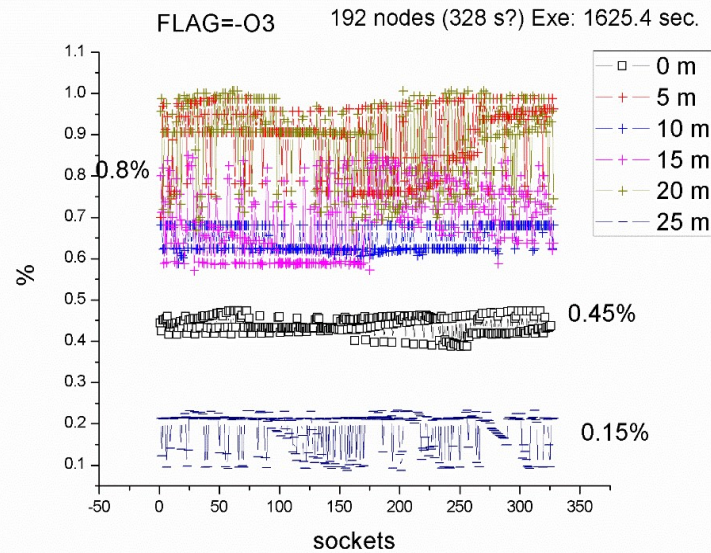 FLAG=-O3
192 nodes (328 s?) Exe: 1625.4 sec.
1.1
1.0
0.9
0.8%
0.7
0.6
0.5
0.4
0.3
0.2
0.1
%
0 m
5 m
10 m
15 m
20 m
25 m
0.45%
0.15%
-50
0
50
100
150
200
250
300
350
sockets